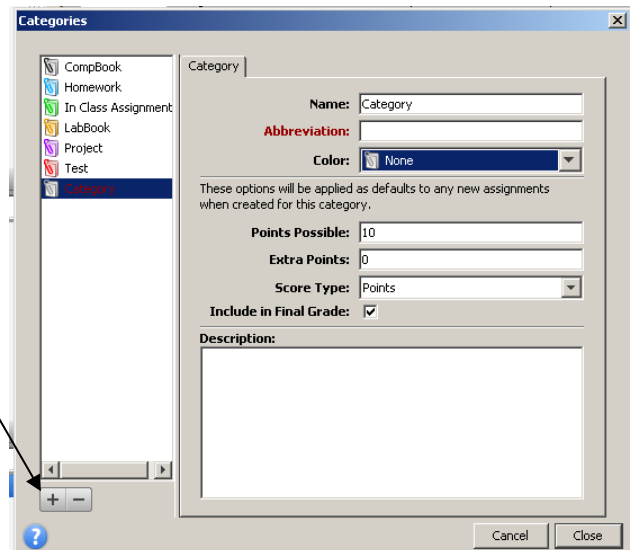 Categories
CompBook
Homework
In Class Assignment
LabBook
Project
Test
Category
Category
Name: Category
Abbreviation:
Color: None
These options will be applied as defaults to any new assignments
when created for this category.
Points Possible: 10
Extra Points: 0
Score Type: Points
Include in Final Grade:
Description:
+ −
?
Cancel Close